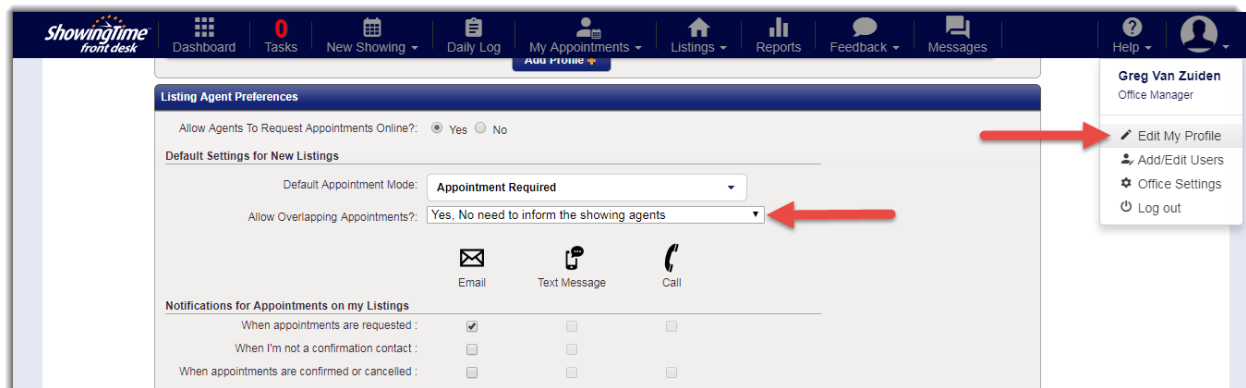 ShowingTime
front desk
Dashboard
0
Tasks
New Showing
Daily Log
My Appointments
Listings
Reports
Feedback
Messages
?
Help
Add Profile +
Greg Van Zuiden
Office Manager
Edit My Profile
Add/Edit Users
Office Settings
Log out
Listing Agent Preferences
Allow Agents To Request Appointments Online?: Yes No
Default Settings for New Listings
Default Appointment Mode: Appointment Required
Allow Overlapping Appointments?: Yes, No need to inform the showing agents
Email Text Message Call
Notifications for Appointments on my Listings
When appointments are requested :
When I'm not a confirmation contact :
When appointments are confirmed or cancelled :